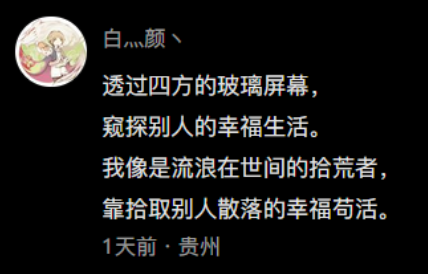 白灬颜丶
透过四方的玻璃屏幕，
窥探别人的幸福生活。
我像是流浪在世间的拾荒者，
靠拾取别人散落的幸福苟活。
1天前 · 贵州